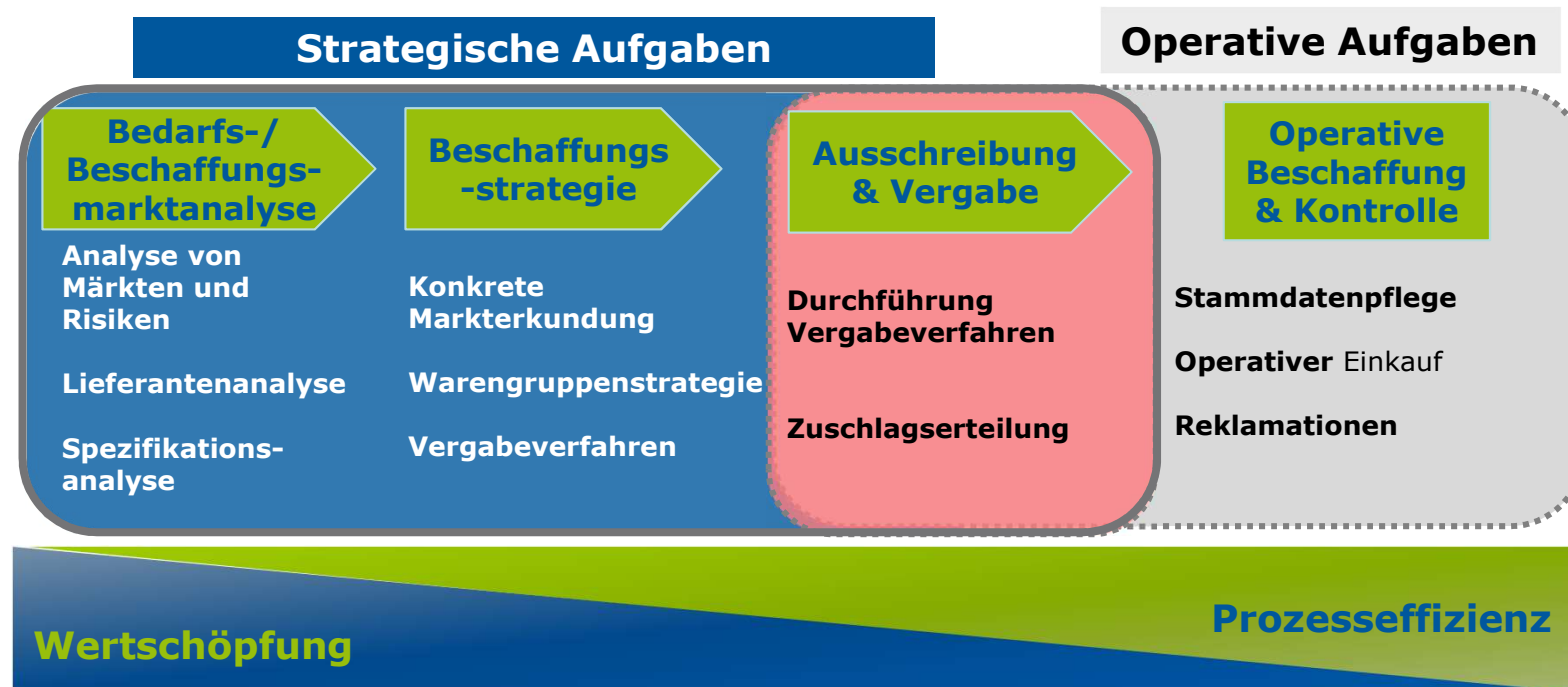 Strategische Aufgaben
Operative Aufgaben
Bedarfs-/
Beschaffungs-
marktanalyse
Analyse von
Märkten und
Risiken
Lieferantenanalyse
Spezifikations-
analyse
Beschaffungs
-strategie
Konkrete
Markterkundung
Warengruppenstrategie
Vergabeverfahren
Ausschreibung
& Vergabe
Durchführung
Vergabeverfahren
Zuschlagserteilung
Operative
Beschaffung
& Kontrolle
Stammdatenpflege
Operativer Einkauf
Reklamationen
Wertschöpfung
Prozesseffizienz